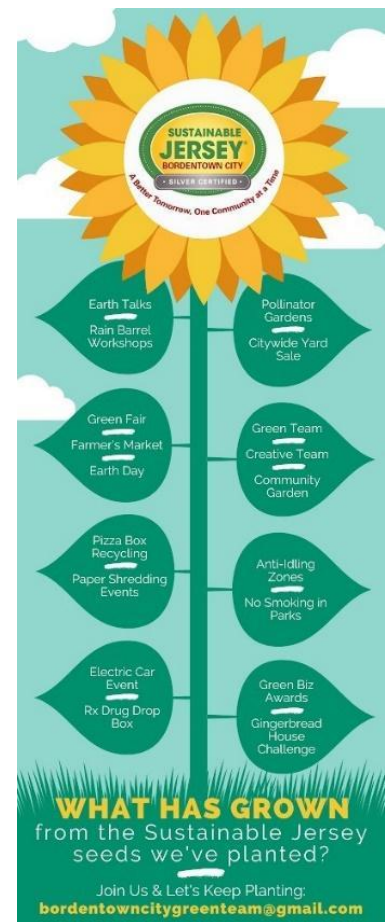 SUSTAINABLE
JERSEY
BORDENTOWN CITY
• SILVER CERTIFIED •
A Better Tomorrow, One Community at a Time
Earth Talks
Rain Barrel
Workshops
Pollinator
Gardens
Citywide Yard
Sale
Green Fair
Farmer's Market
Earth Day
Green Team
Creative Team
Community
Garden
Pizza Box
Recycling
Paper Shredding
Events
Anti-Idling
Zones
No Smoking in
Parks
Electric Car
Event
Rx Drug Drop
Box
Green Biz
Awards
Gingerbread
House
Challenge
WHAT HAS GROWN
from the Sustainable Jersey
seeds we've planted?
Join Us & Let's Keep Planting:
bordentowncitygreenteam@gmail.com